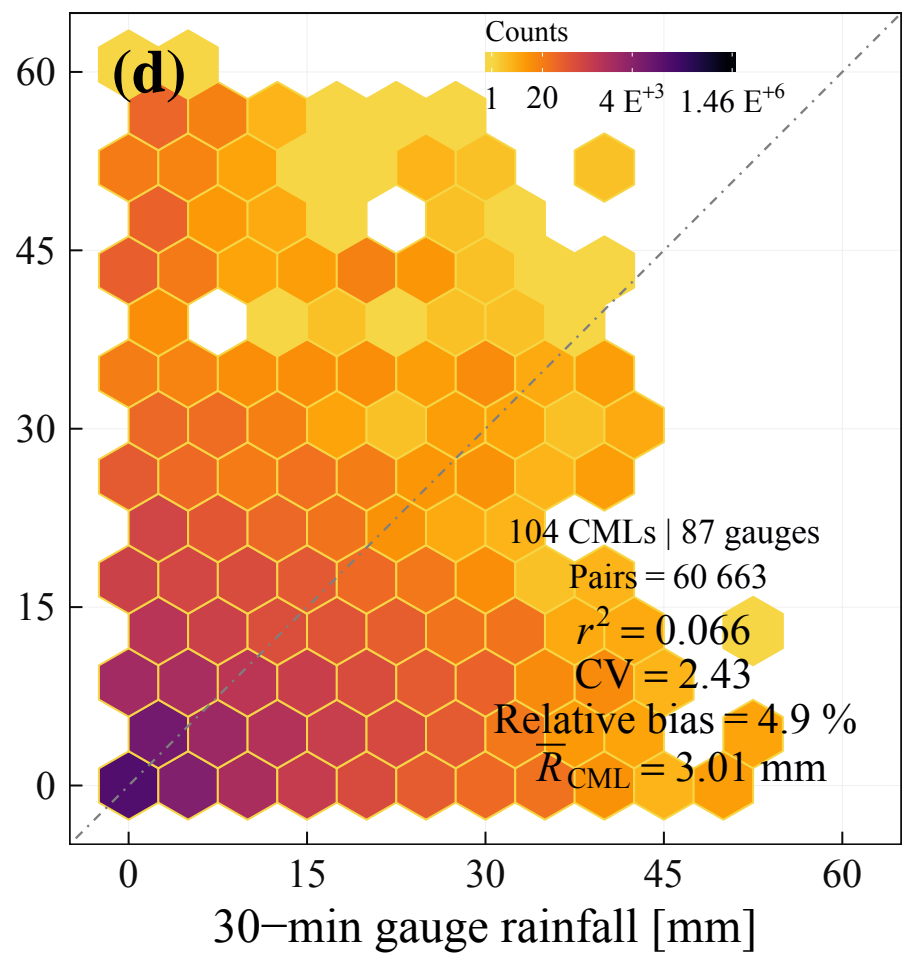 (d)
Counts
1 20 4 E+3 1.46 E+6
60
45
30
15
0
104 CMLs | 87 gauges
Pairs = 60 663
r² = 0.066
CV = 2.43
Relative bias = 4.9 %
R̅CML = 3.01 mm
0 15 30 45 60
30−min gauge rainfall [mm]